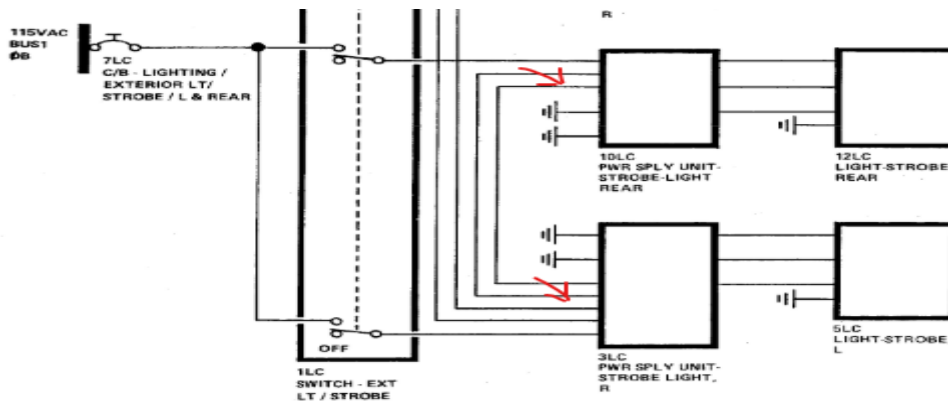 R
115VAC
BUS1
ØB
7LC
C/B - LIGHTING /
EXTERIOR LT/
STROBE / L & REAR
10LC
PWR SPLY UNIT-
STROBE-LIGHT
REAR
12LC
LIGHT-STROBE
REAR
OFF
1LC
SWITCH - EXT
LT / STROBE
3LC
PWR SPLY UNIT-
STROBE LIGHT,
R
5LC
LIGHT-STROBE
L